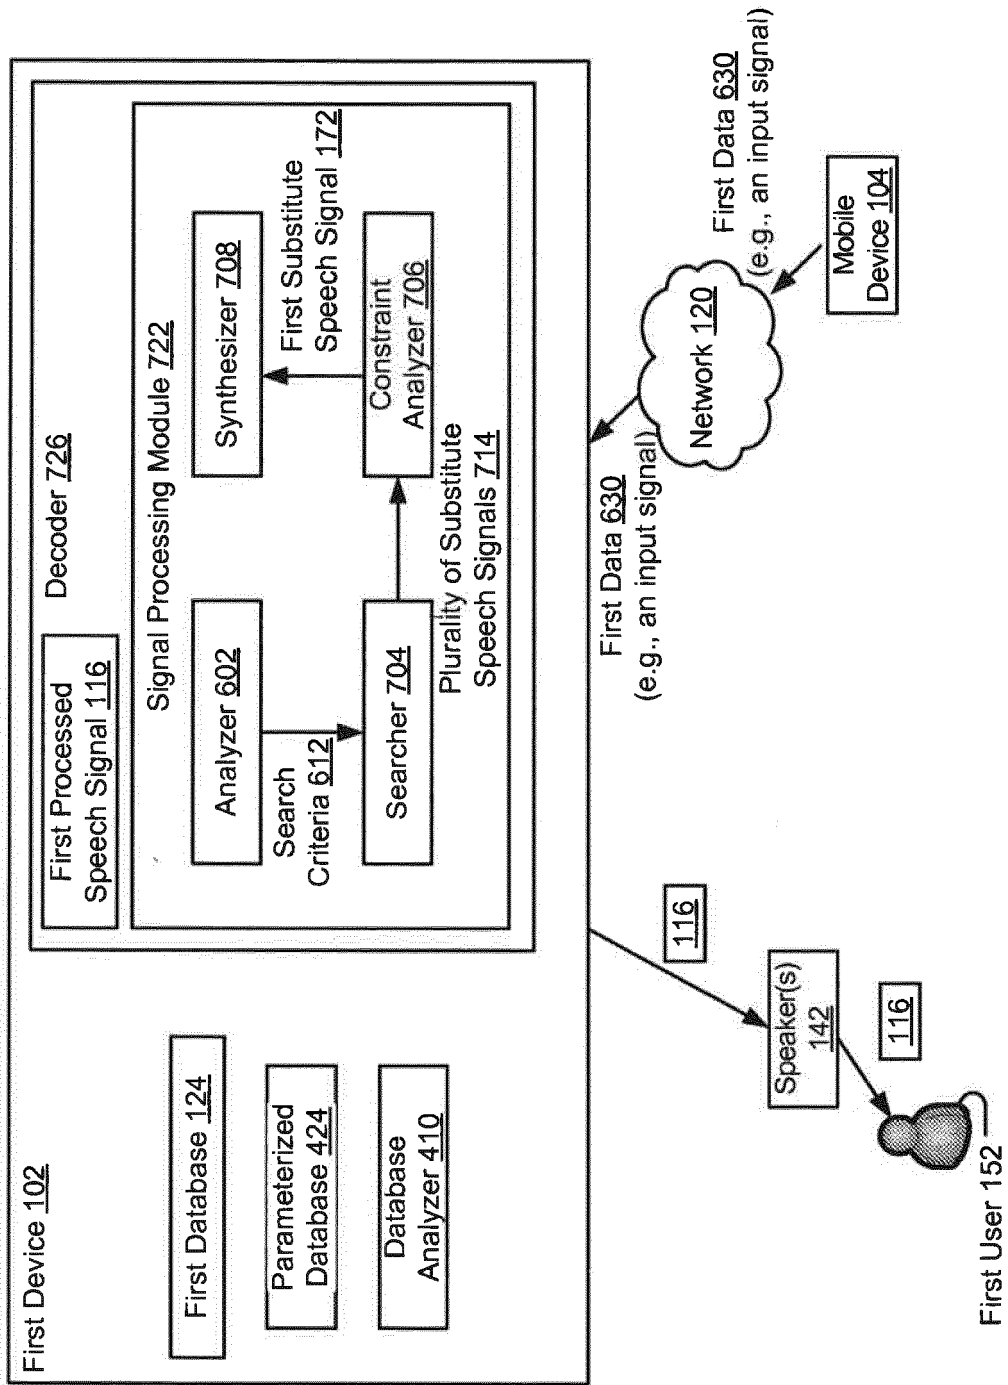 First Device 102
First Database 124
Parameterized
Database 424
Database
Analyzer 410
Decoder 726
First Processed
Speech Signal 116
Signal Processing Module 722
Analyzer 602
Search
Criteria 612
Searcher 704
Plurality of Substitute
Speech Signals 714
Constraint
Analyzer 706
First Substitute
Speech Signal 172
Synthesizer 708
First Data 630
(e.g., an input signal)
Network 120
First Data 630
(e.g., an input signal)
Mobile
Device 104
116
Speaker(s)
142
116
First User 152